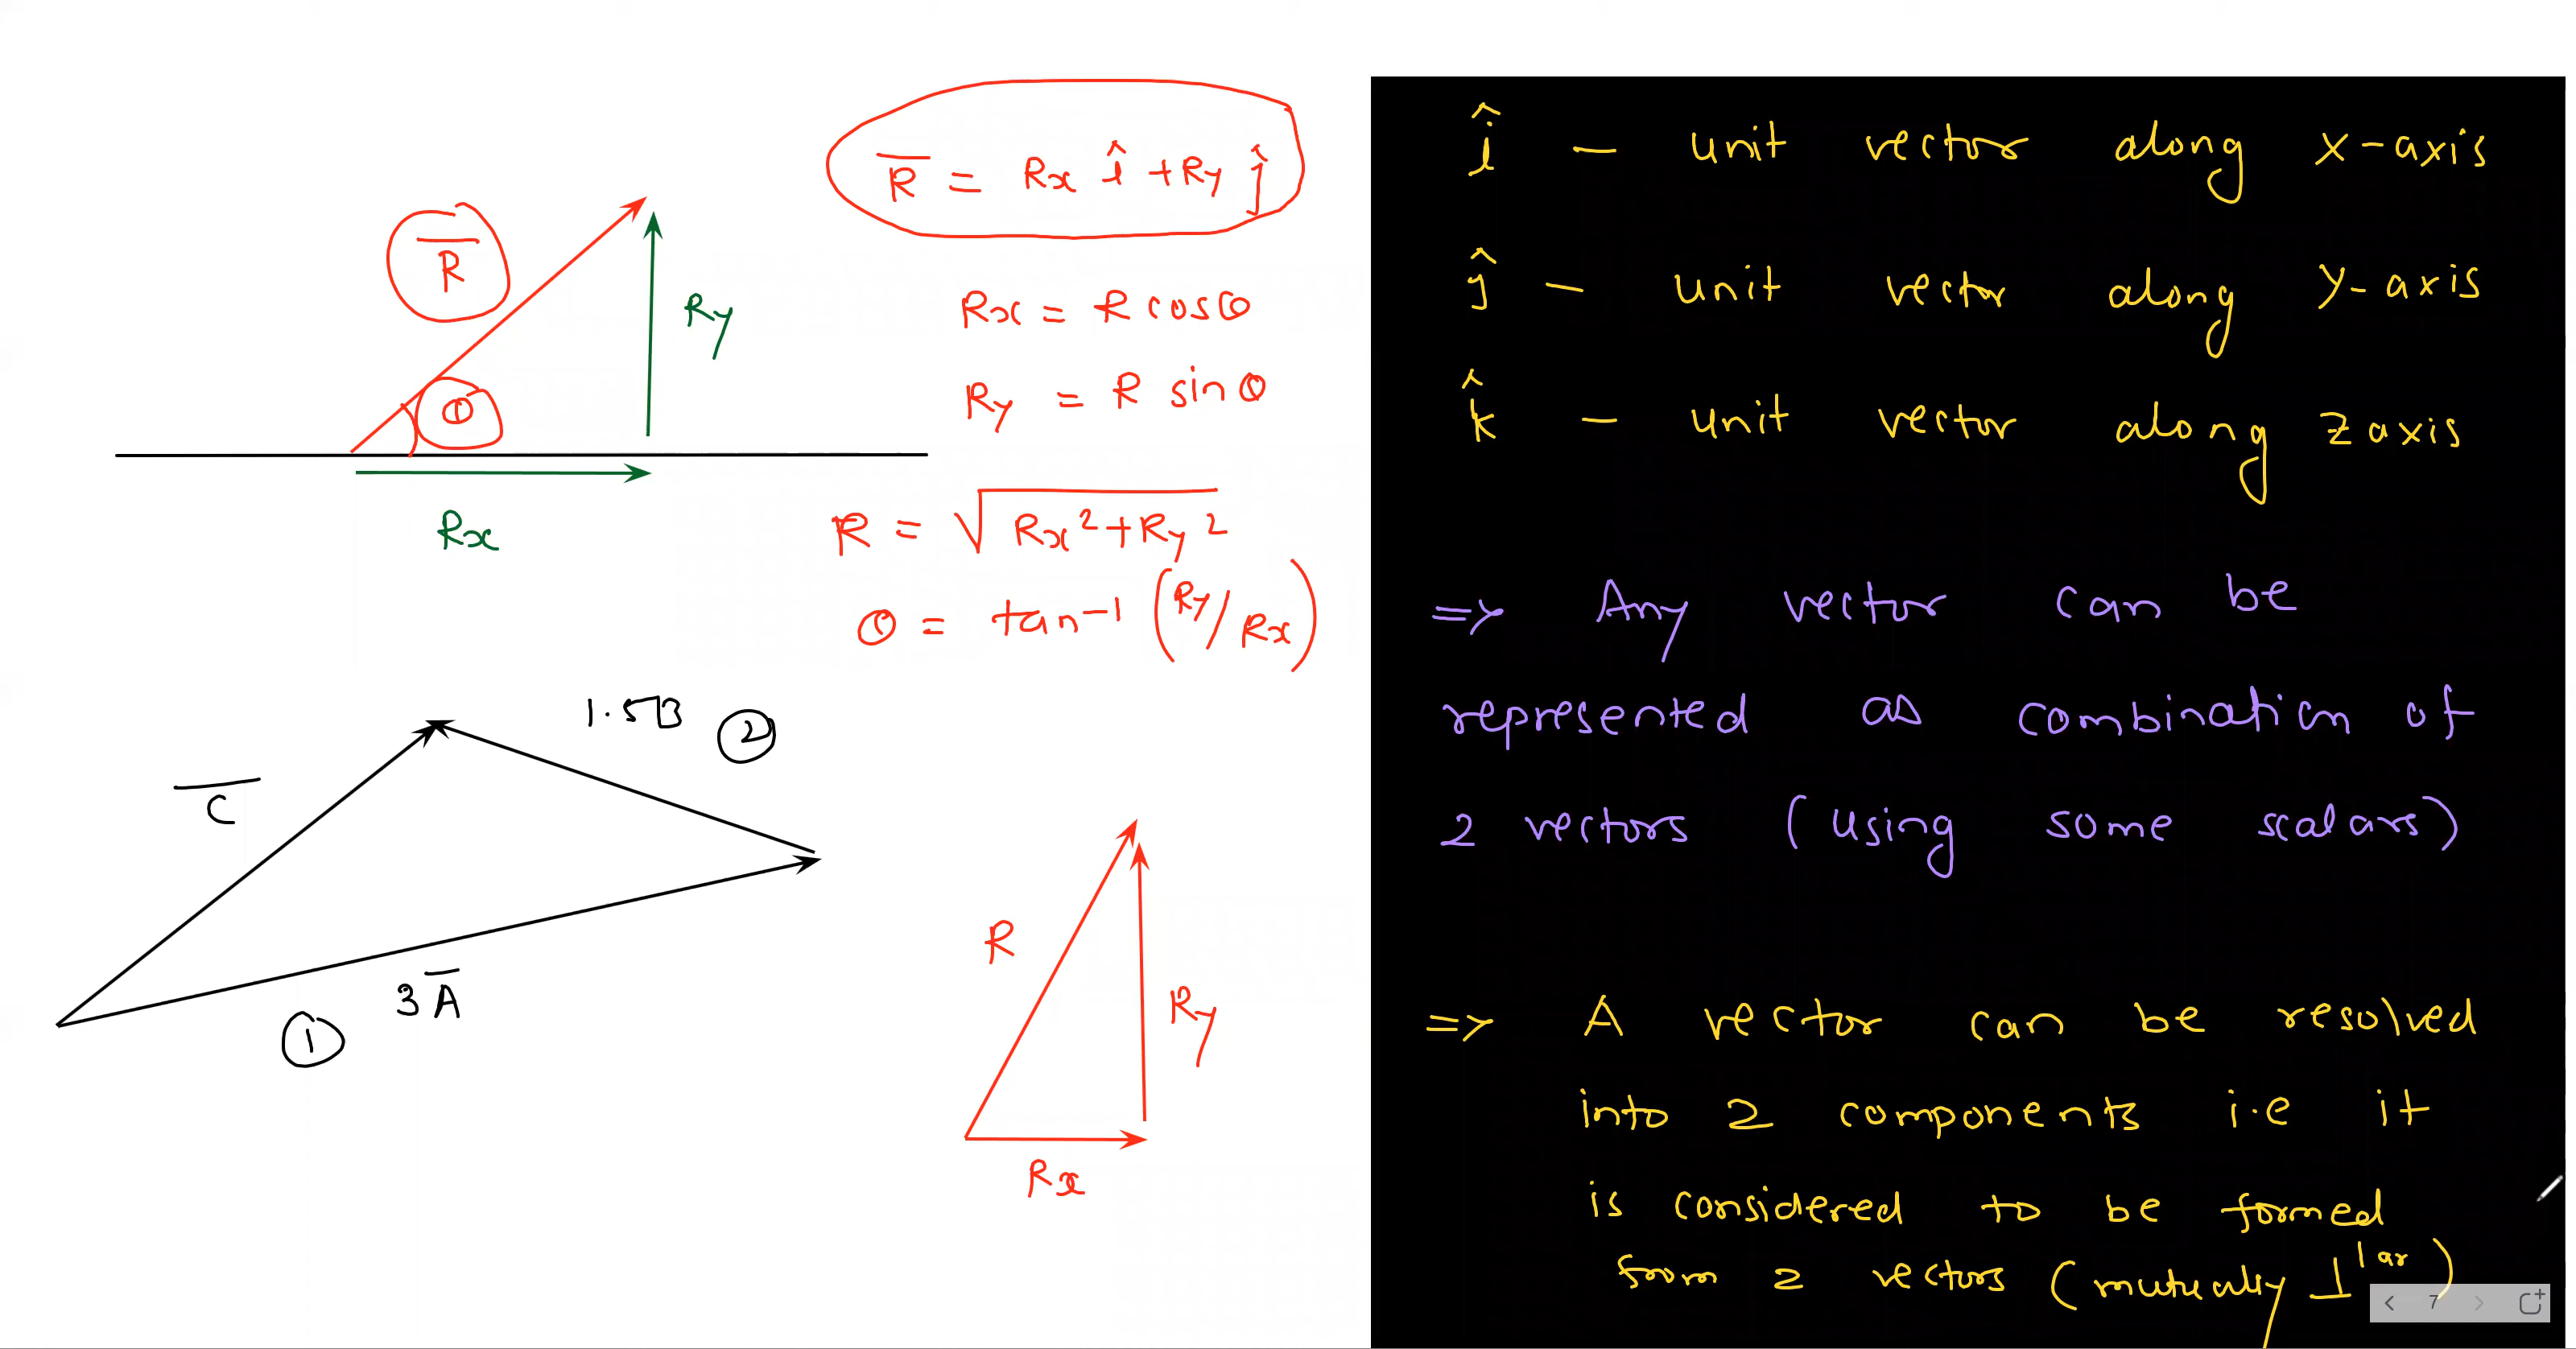 R̅ = Rx î + Ry ĵ
R̅
Ry
θ
Rx
Rx = R cosθ
Ry = R sin θ
R = √Rx² + Ry²
θ = tan⁻¹ (Ry/Rx)
1.5B ②
C̅
3A̅
①
R
Ry
Rx
î – unit vector along x-axis
ĵ – unit vector along y-axis
k̂ – unit vector along z axis
=> Any vector can be
represented as combination of
2 vectors (using some scalars)
=> A vector can be resolved
into 2 components i.e it
is considered to be formed
from 2 vectors (mutually ⊥lar)
7